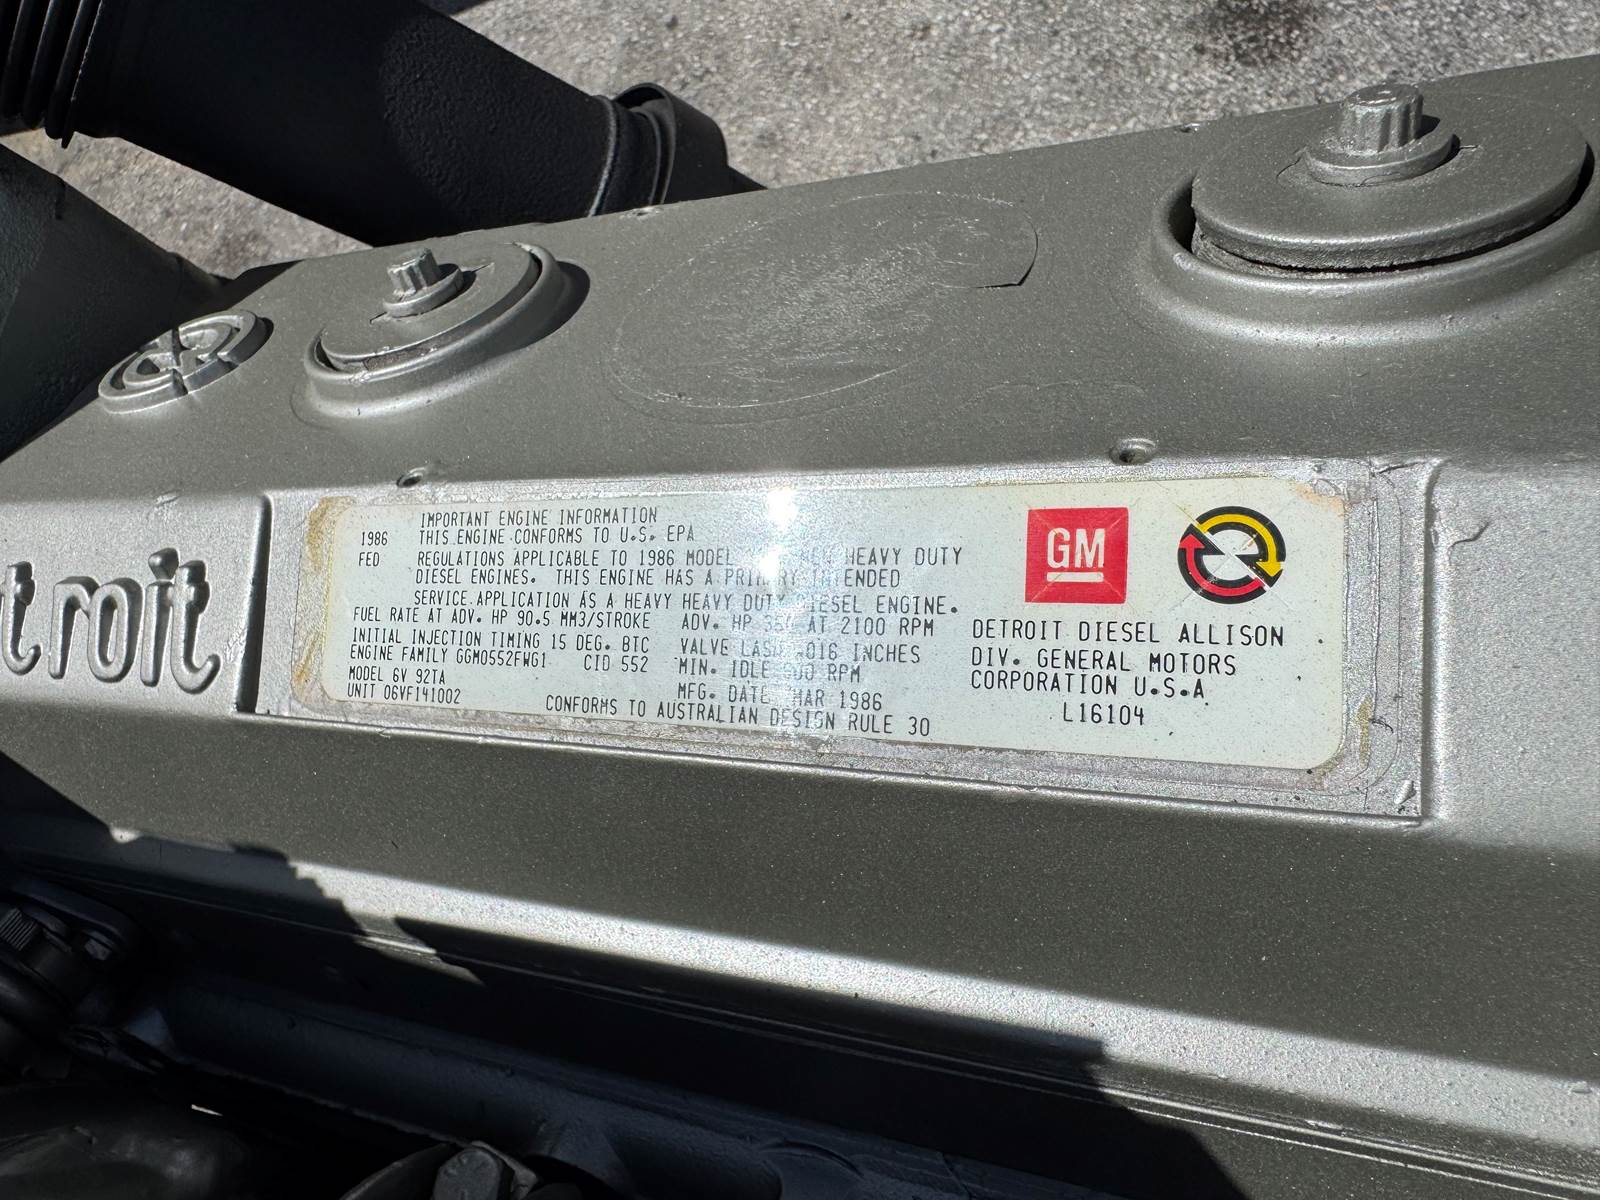 troit
IMPORTANT ENGINE INFORMATION
1986 THIS ENGINE CONFORMS TO U.S. EPA
FED REGULATIONS APPLICABLE TO 1986 MODEL HEAVY DUTY
DIESEL ENGINES. THIS ENGINE HAS A PRIMARY INTENDED
SERVICE APPLICATION AS A HEAVY HEAVY DUTY DIESEL ENGINE.
FUEL RATE AT ADV. HP 90.5 MM3/STROKE ADV. HP AT 2100 RPM
INITIAL INJECTION TIMING 15 DEG. BTC VALVE LASH .016 INCHES
ENGINE FAMILY GGM0552FWG1 CID 552 MIN. IDLE RPM
MODEL 6V 92TA MFG. DATE MAR 1986
UNIT 06VF141002 CONFORMS TO AUSTRALIAN DESIGN RULE 30
GM
DETROIT DIESEL ALLISON
DIV. GENERAL MOTORS
CORPORATION U.S.A
L16104